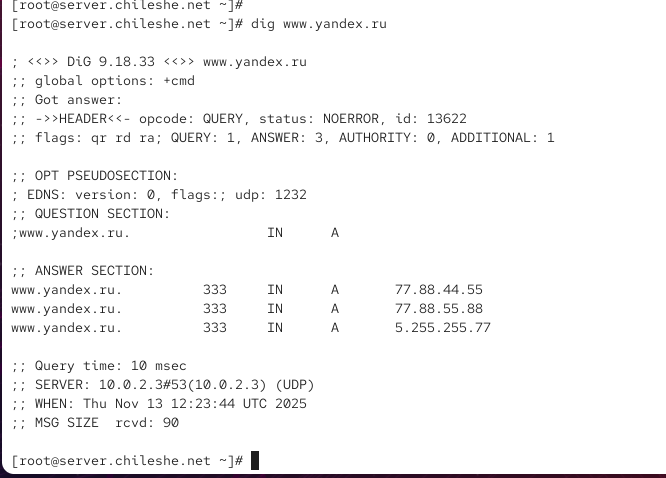 [root@server.chileshe.net ~]#
[root@server.chileshe.net ~]# dig www.yandex.ru
; <<>> DiG 9.18.33 <<>> www.yandex.ru
;; global options: +cmd
;; Got answer:
;; ->>HEADER<<- opcode: QUERY, status: NOERROR, id: 13622
;; flags: qr rd ra; QUERY: 1, ANSWER: 3, AUTHORITY: 0, ADDITIONAL: 1
;; OPT PSEUDOSECTION:
; EDNS: version: 0, flags:; udp: 1232
;; QUESTION SECTION:
;www.yandex.ru. IN A
;; ANSWER SECTION:
www.yandex.ru. 333 IN A 77.88.44.55
www.yandex.ru. 333 IN A 77.88.55.88
www.yandex.ru. 333 IN A 5.255.255.77
;; Query time: 10 msec
;; SERVER: 10.0.2.3#53(10.0.2.3) (UDP)
;; WHEN: Thu Nov 13 12:23:44 UTC 2025
;; MSG SIZE rcvd: 90
[root@server.chileshe.net ~]#